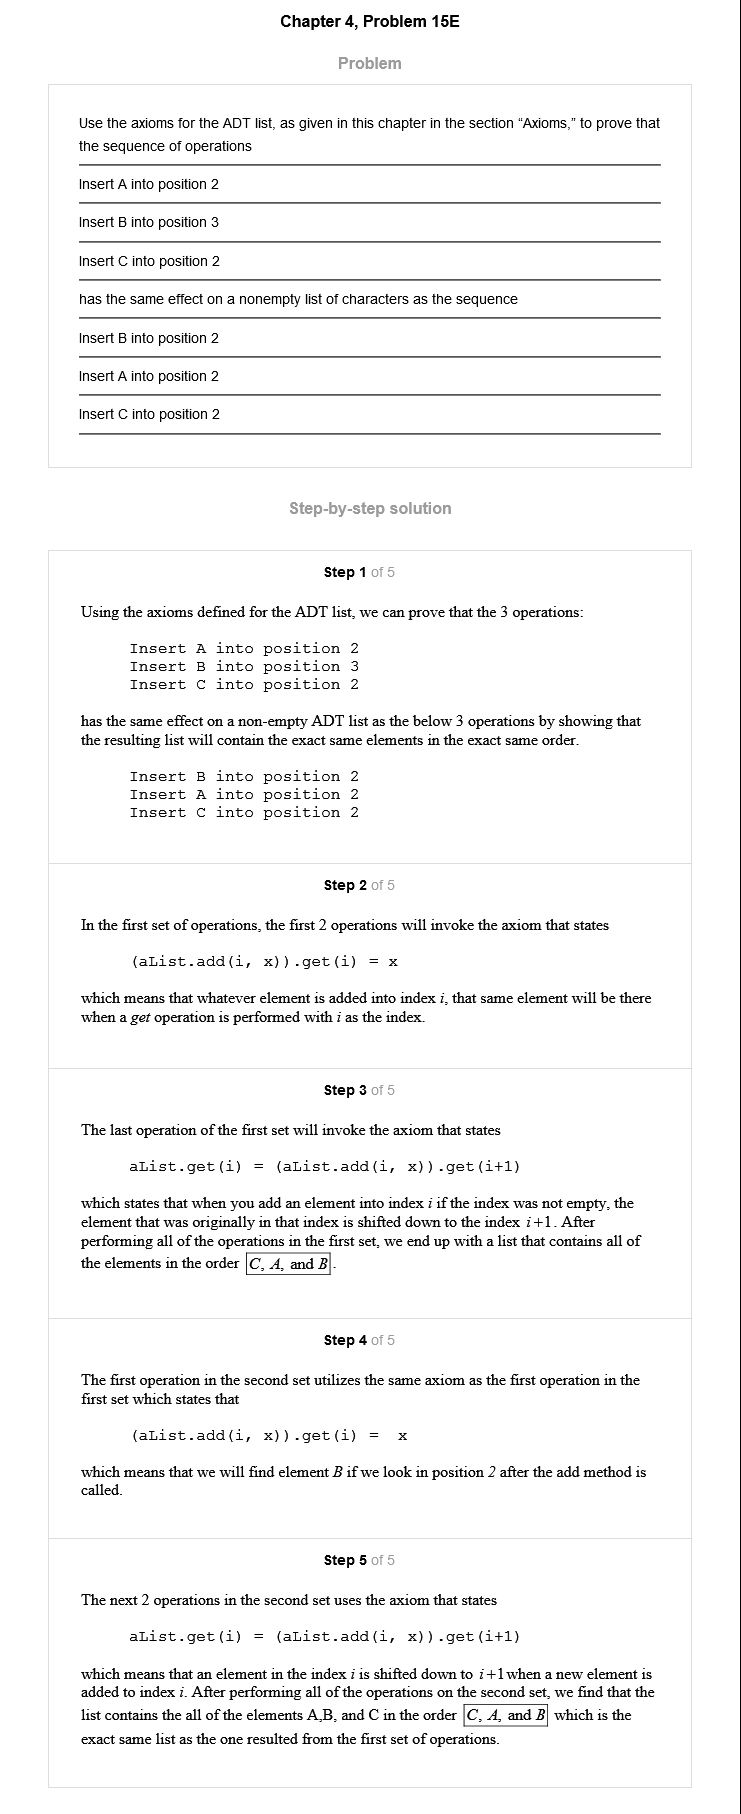 Chapter 4, Problem 15E
Problem
Use the axioms for the ADT list, as given in this chapter in the section “Axioms,” to prove that
the sequence of operations
Insert A into position 2
Insert B into position 3
Insert C into position 2
has the same effect on a nonempty list of characters as the sequence
Insert B into position 2
Insert A into position 2
Insert C into position 2
Step-by-step solution
Step 1 of 5
Using the axioms defined for the ADT list, we can prove that the 3 operations:
Insert A into position 2
Insert B into position 3
Insert C into position 2
has the same effect on a non-empty ADT list as the below 3 operations by showing that
the resulting list will contain the exact same elements in the exact same order.
Insert B into position 2
Insert A into position 2
Insert C into position 2
Step 2 of 5
In the first set of operations, the first 2 operations will invoke the axiom that states
(aList.add(i, x)).get(i) = x
which means that whatever element is added into index i, that same element will be there
when a get operation is performed with i as the index.
Step 3 of 5
The last operation of the first set will invoke the axiom that states
aList.get(i) = (aList.add(i, x)).get(i+1)
which states that when you add an element into index i if the index was not empty, the
element that was originally in that index is shifted down to the index i+1. After
performing all of the operations in the first set, we end up with a list that contains all of
the elements in the order C, A, and B.
Step 4 of 5
The first operation in the second set utilizes the same axiom as the first operation in the
first set which states that
(aList.add(i, x)).get(i) = x
which means that we will find element B if we look in position 2 after the add method is
called.
Step 5 of 5
The next 2 operations in the second set uses the axiom that states
aList.get(i) = (aList.add(i, x)).get(i+1)
which means that an element in the index i is shifted down to i+1 when a new element is
added to index i. After performing all of the operations on the second set, we find that the
list contains the all of the elements A,B, and C in the order C, A, and B which is the
exact same list as the one resulted from the first set of operations.